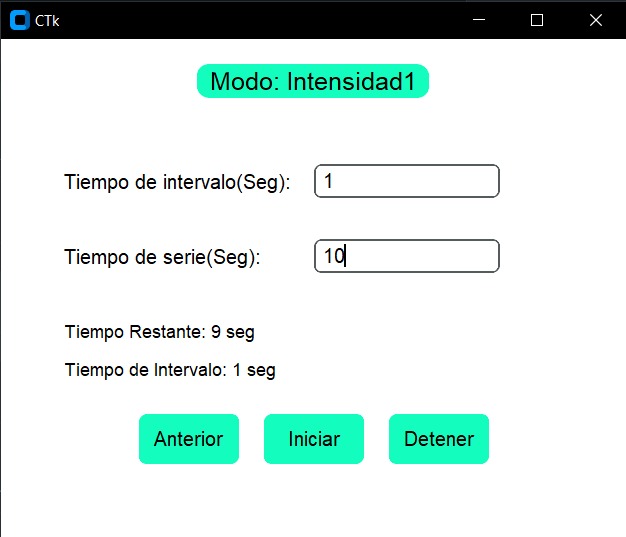 CTk
Modo: Intensidad1
Tiempo de intervalo(Seg): 1
Tiempo de serie(Seg): 10
Tiempo Restante: 9 seg
Tiempo de Intervalo: 1 seg
Anterior Iniciar Detener